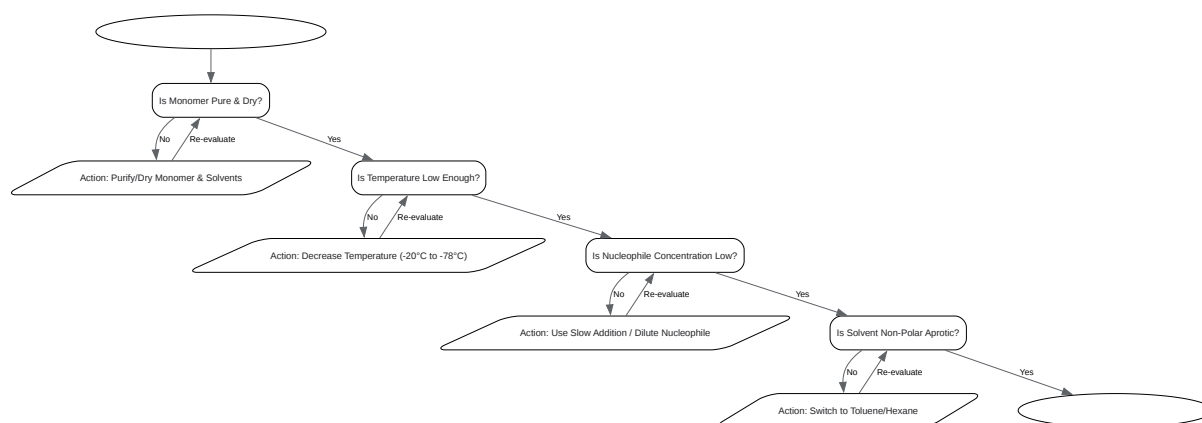 Is Monomer Pure & Dry?
No
Re-evaluate
Yes
Action: Purify/Dry Monomer & Solvents
Is Temperature Low Enough?
No
Re-evaluate
Yes
Action: Decrease Temperature (-20°C to -78°C)
Is Nucleophile Concentration Low?
No
Re-evaluate
Yes
Action: Use Slow Addition / Dilute Nucleophile
Is Solvent Non-Polar Aprotic?
No
Re-evaluate
Yes
Action: Switch to Toluene/Hexane